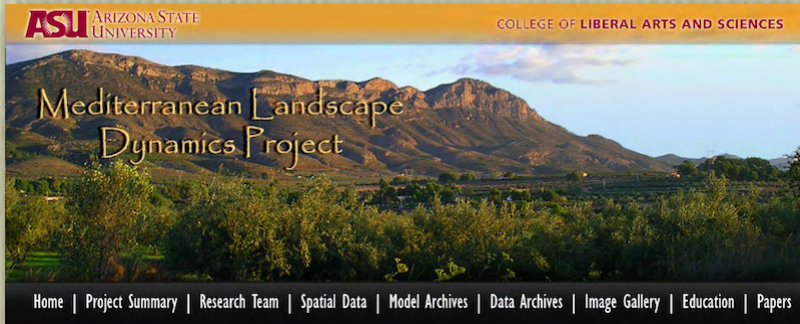 ASU ARIZONA STATE
UNIVERSITY
COLLEGE OF LIBERAL ARTS AND SCIENCES
Mediterranean Landscape
Dynamics Project
Home | Project Summary | Research Team | Spatial Data | Model Archives | Data Archives | Image Gallery | Education | Papers